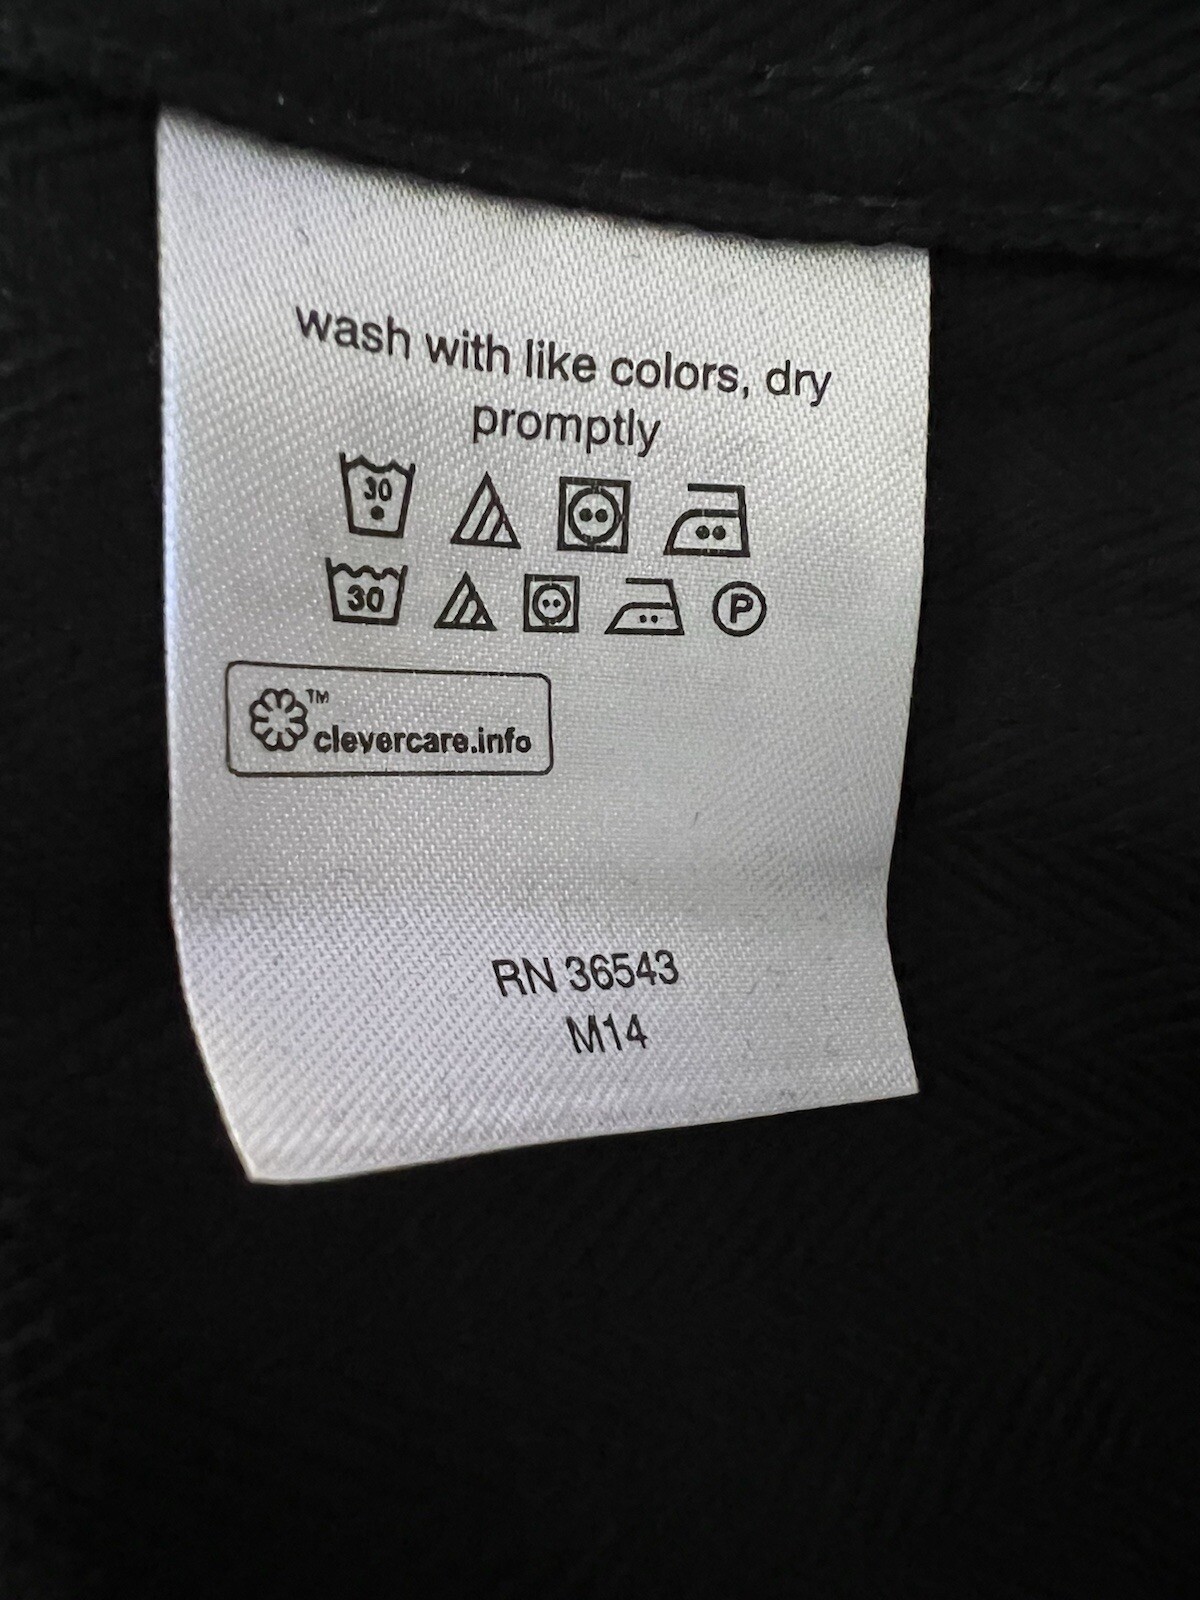 wash with like colors, dry
promptly
30
30 P
TM
clevercare.info
RN 36543
M14